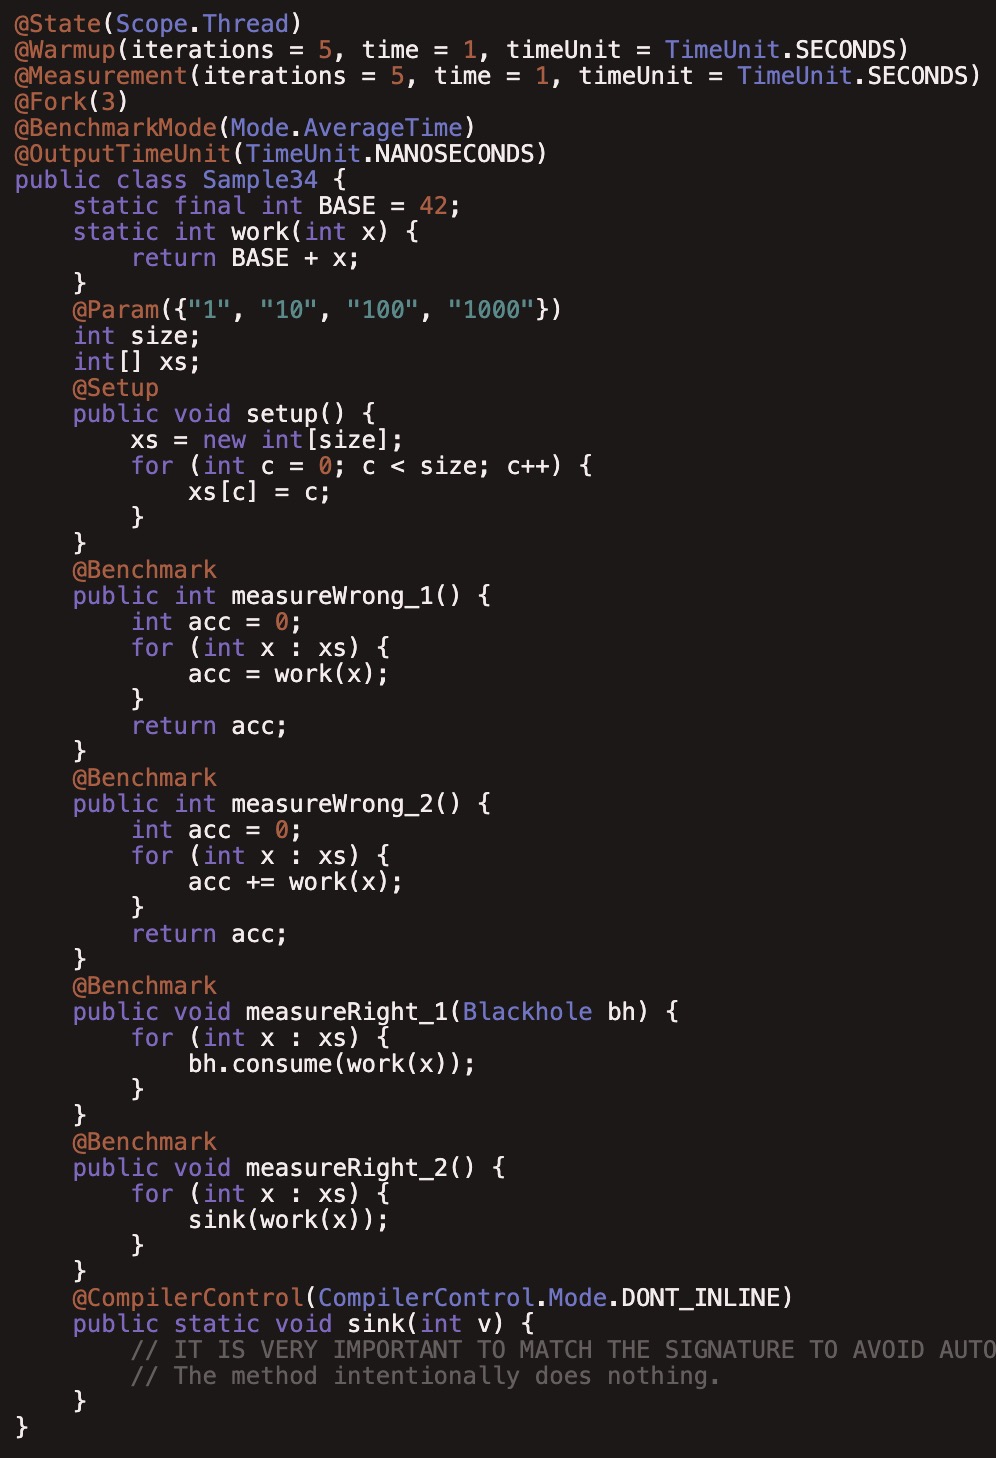 @State(Scope.Thread)
@Warmup(iterations = 5, time = 1, timeUnit = TimeUnit.SECONDS)
@Measurement(iterations = 5, time = 1, timeUnit = TimeUnit.SECONDS)
@Fork(3)
@BenchmarkMode(Mode.AverageTime)
@OutputTimeUnit(TimeUnit.NANOSECONDS)
public class Sample34 {
    static final int BASE = 42;
    static int work(int x) {
        return BASE + x;
    }
    @Param({"1", "10", "100", "1000"})
    int size;
    int[] xs;
    @Setup
    public void setup() {
        xs = new int[size];
        for (int c = 0; c < size; c++) {
            xs[c] = c;
        }
    }
    @Benchmark
    public int measureWrong_1() {
        int acc = 0;
        for (int x : xs) {
            acc = work(x);
        }
        return acc;
    }
    @Benchmark
    public int measureWrong_2() {
        int acc = 0;
        for (int x : xs) {
            acc += work(x);
        }
        return acc;
    }
    @Benchmark
    public void measureRight_1(Blackhole bh) {
        for (int x : xs) {
            bh.consume(work(x));
        }
    }
    @Benchmark
    public void measureRight_2() {
        for (int x : xs) {
            sink(work(x));
        }
    }
    @CompilerControl(CompilerControl.Mode.DONT_INLINE)
    public static void sink(int v) {
        // IT IS VERY IMPORTANT TO MATCH THE SIGNATURE TO AVOID AUTO
        // The method intentionally does nothing.
    }
}